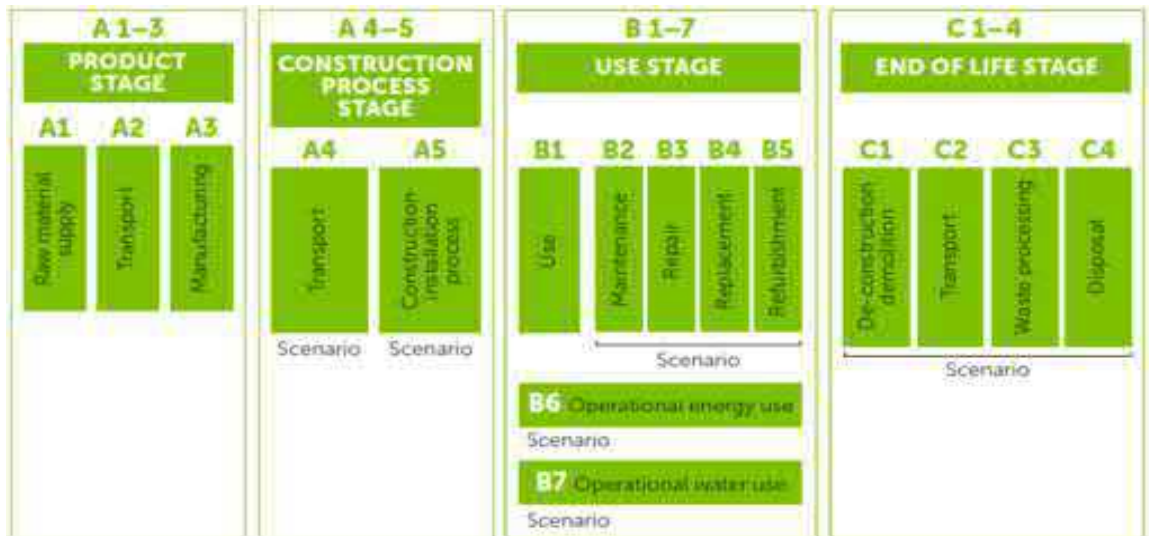 A 1–3
PRODUCT
STAGE
A1
A2
A3
Raw material
supply
Transport
Manufacturing
A 4–5
CONSTRUCTION
PROCESS
STAGE
A4
A5
Transport
Construction-
installation
process
Scenario
Scenario
B 1–7
USE STAGE
B1
B2
B3
B4
B5
Use
Maintenance
Repair
Replacement
Refurbishment
Scenario
B6 Operational energy use
Scenario
B7 Operational water use
Scenario
C 1–4
END OF LIFE STAGE
C1
C2
C3
C4
De-construction
demolition
Transport
Waste processing
Disposal
Scenario